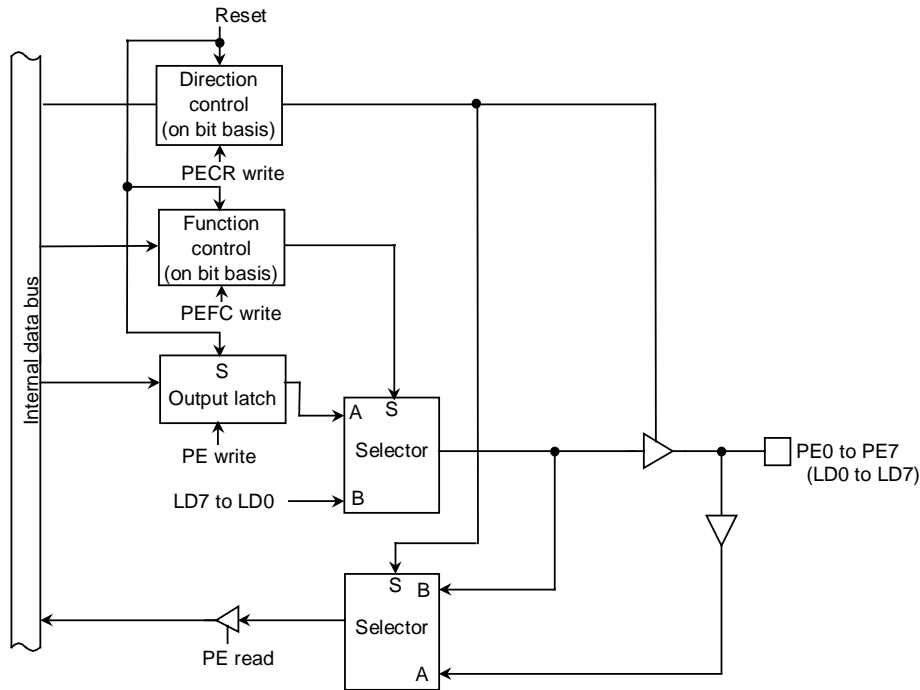 Reset
Direction
control
(on bit basis)
PECR write
Function
control
(on bit basis)
PEFC write
Internal data bus
S
Output latch
PE write
A
S
Selector
B
LD7 to LD0
PE0 to PE7
(LD0 to LD7)
S
B
Selector
A
PE read